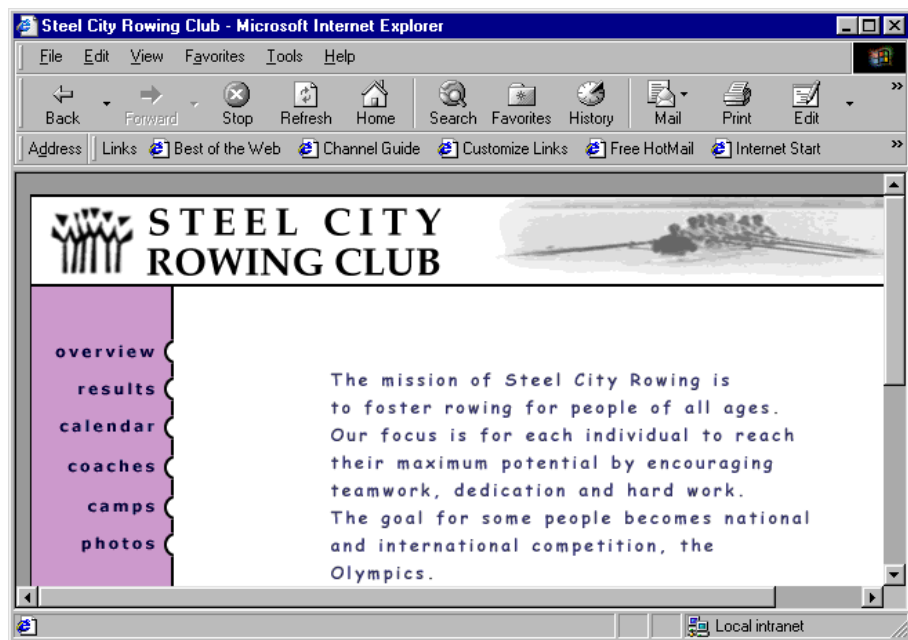 Steel City Rowing Club - Microsoft Internet Explorer
File Edit View Favorites Tools Help
Back Forward Stop Refresh Home Search Favorites History Mail Print Edit »
Address Links Best of the Web Channel Guide Customize Links Free HotMail Internet Start »
STEEL CITY
ROWING CLUB
overview
results
calendar
coaches
camps
photos
The mission of Steel City Rowing is
to foster rowing for people of all ages.
Our focus is for each individual to reach
their maximum potential by encouraging
teamwork, dedication and hard work.
The goal for some people becomes national
and international competition, the
Olympics.
Local intranet